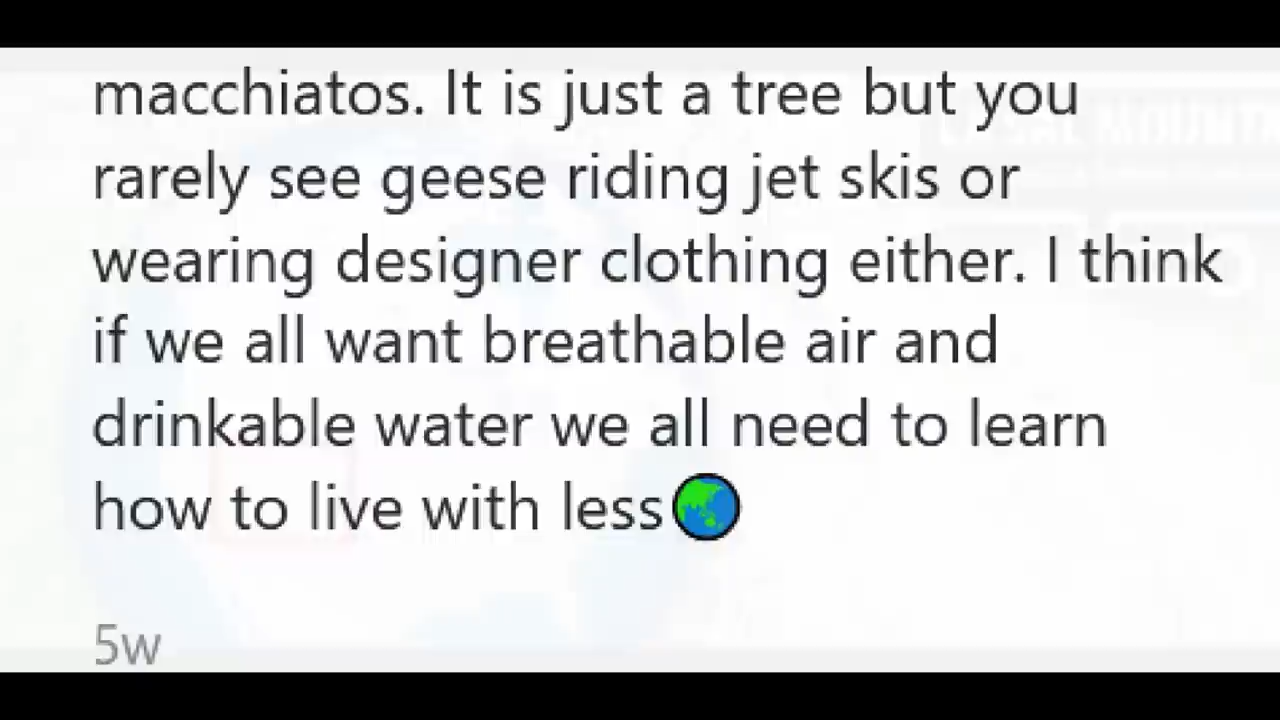 macchiatos. It is just a tree but you
rarely see geese riding jet skis or
wearing designer clothing either. I think
if we all want breathable air and
drinkable water we all need to learn
how to live with less🌏
5w